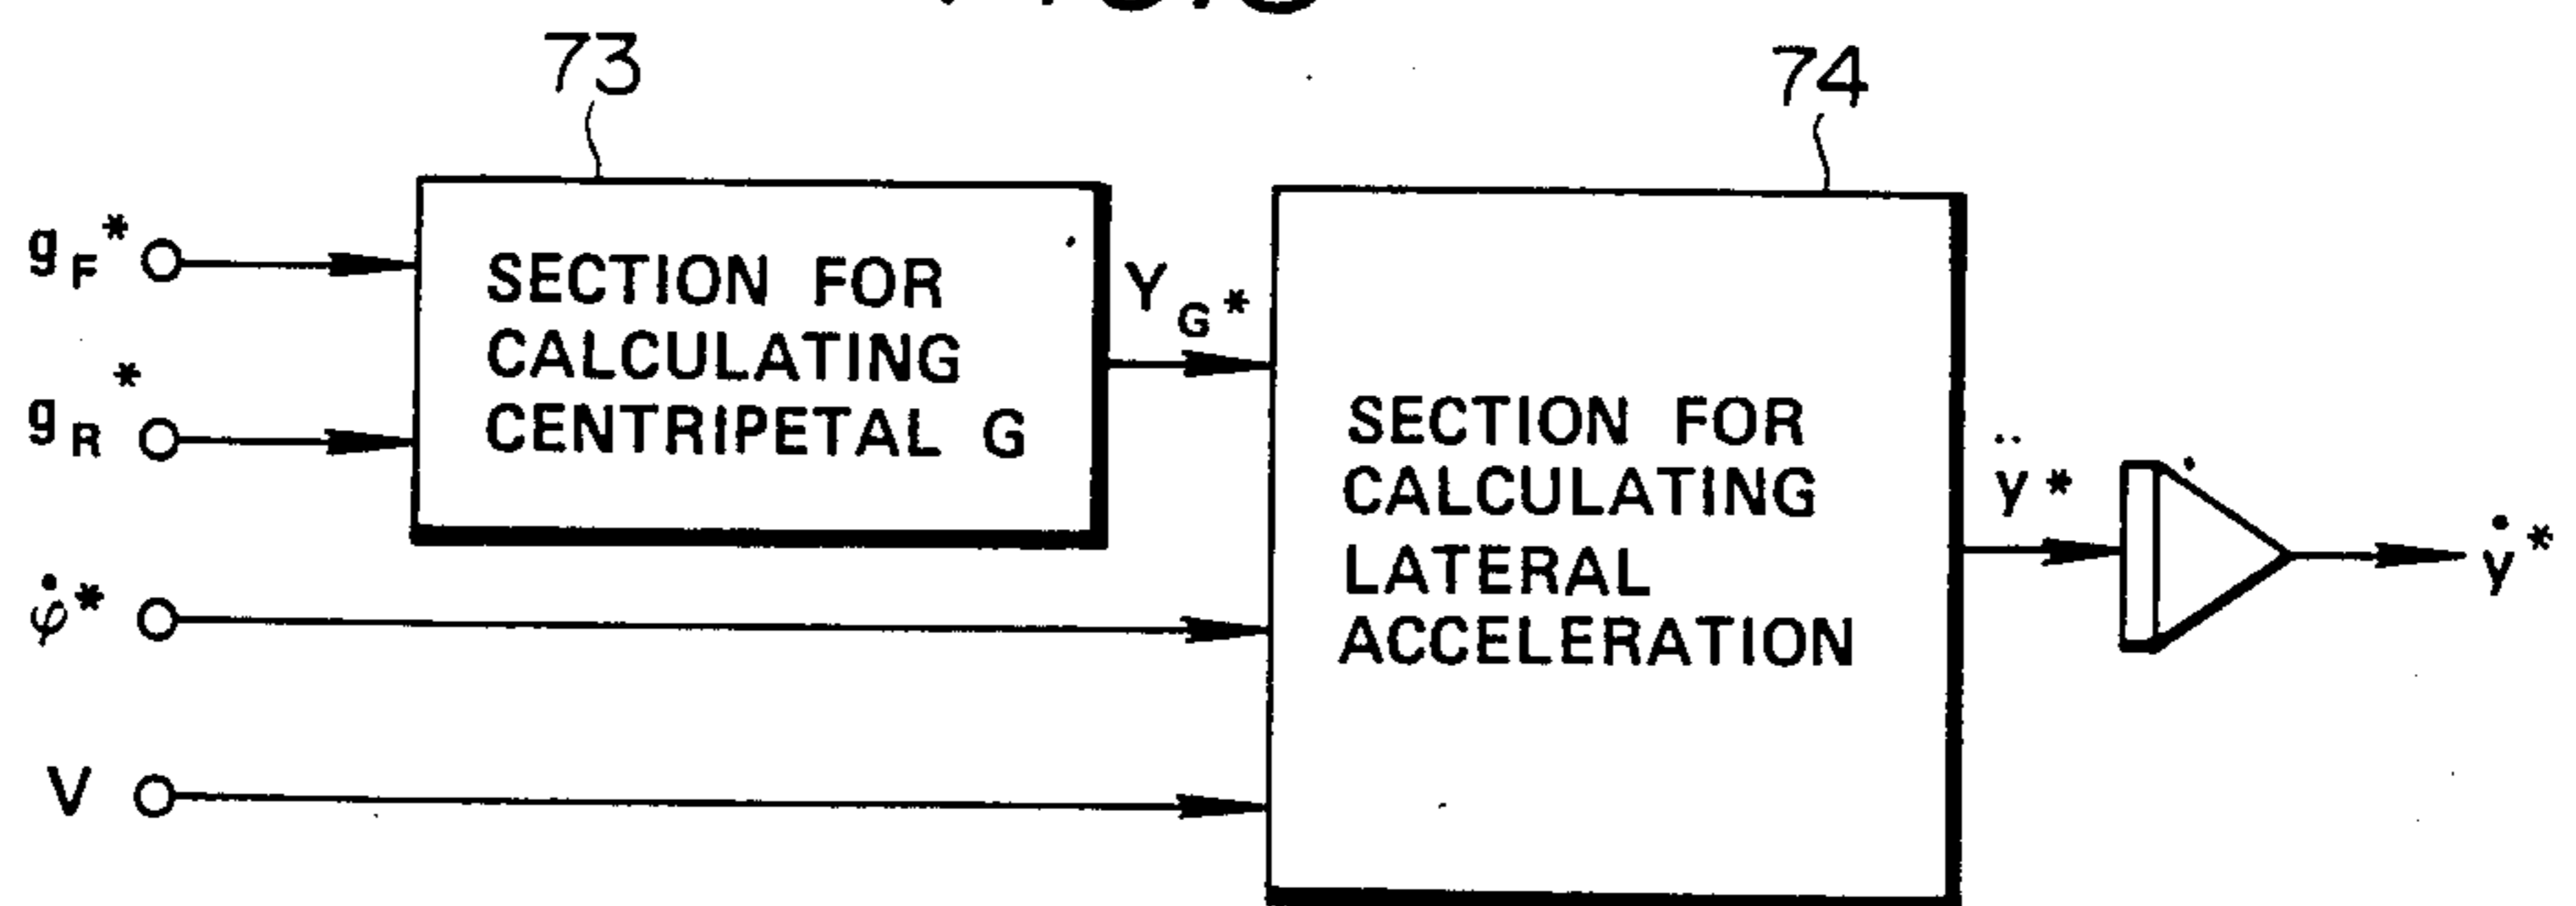 73
74
g_F*
SECTION FOR
CALCULATING
CENTRIPETAL G
Y_G*
g_R*
SECTION FOR
CALCULATING
LATERAL
ACCELERATION
ÿ*
ẏ*
φ̇*
V